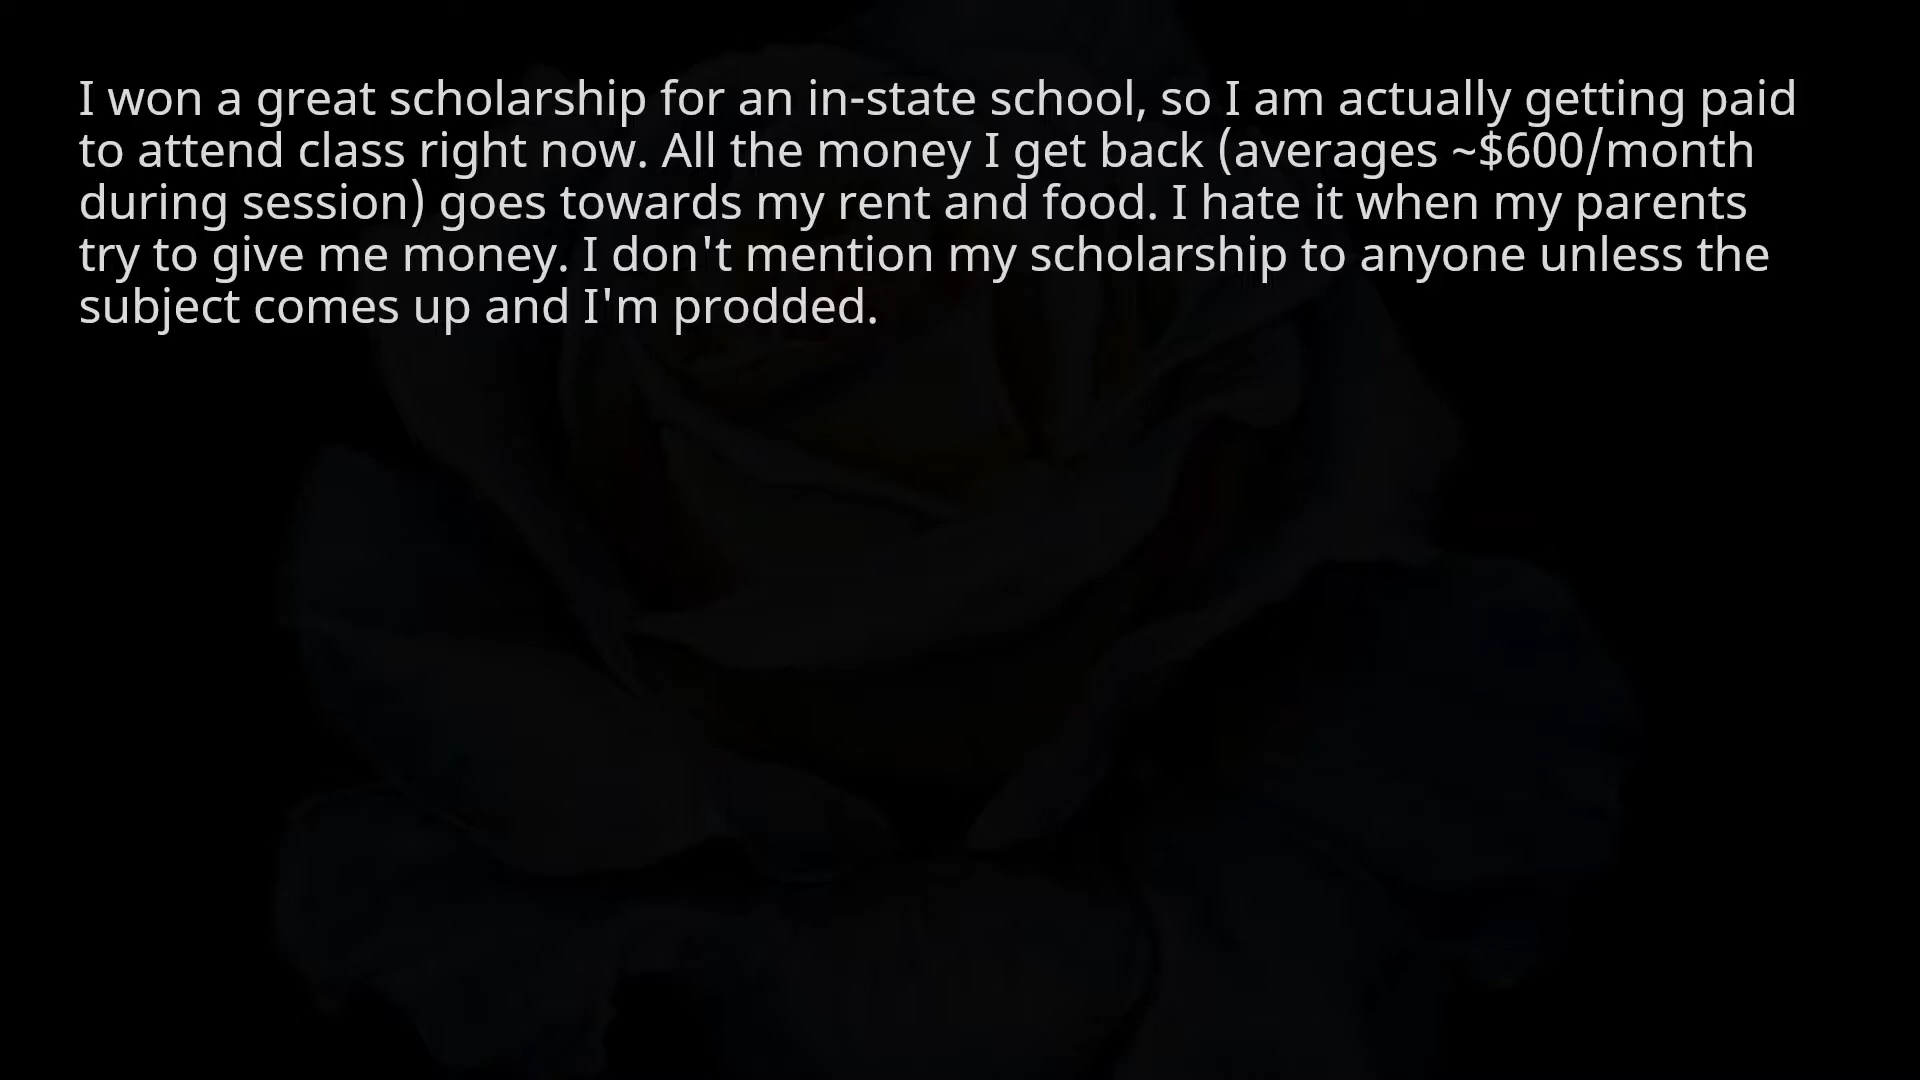 I won a great scholarship for an in-state school, so I am actually getting paid
to attend class right now. All the money I get back (averages ~$600/month
during session) goes towards my rent and food. I hate it when my parents
try to give me money. I don't mention my scholarship to anyone unless the
subject comes up and I'm prodded.